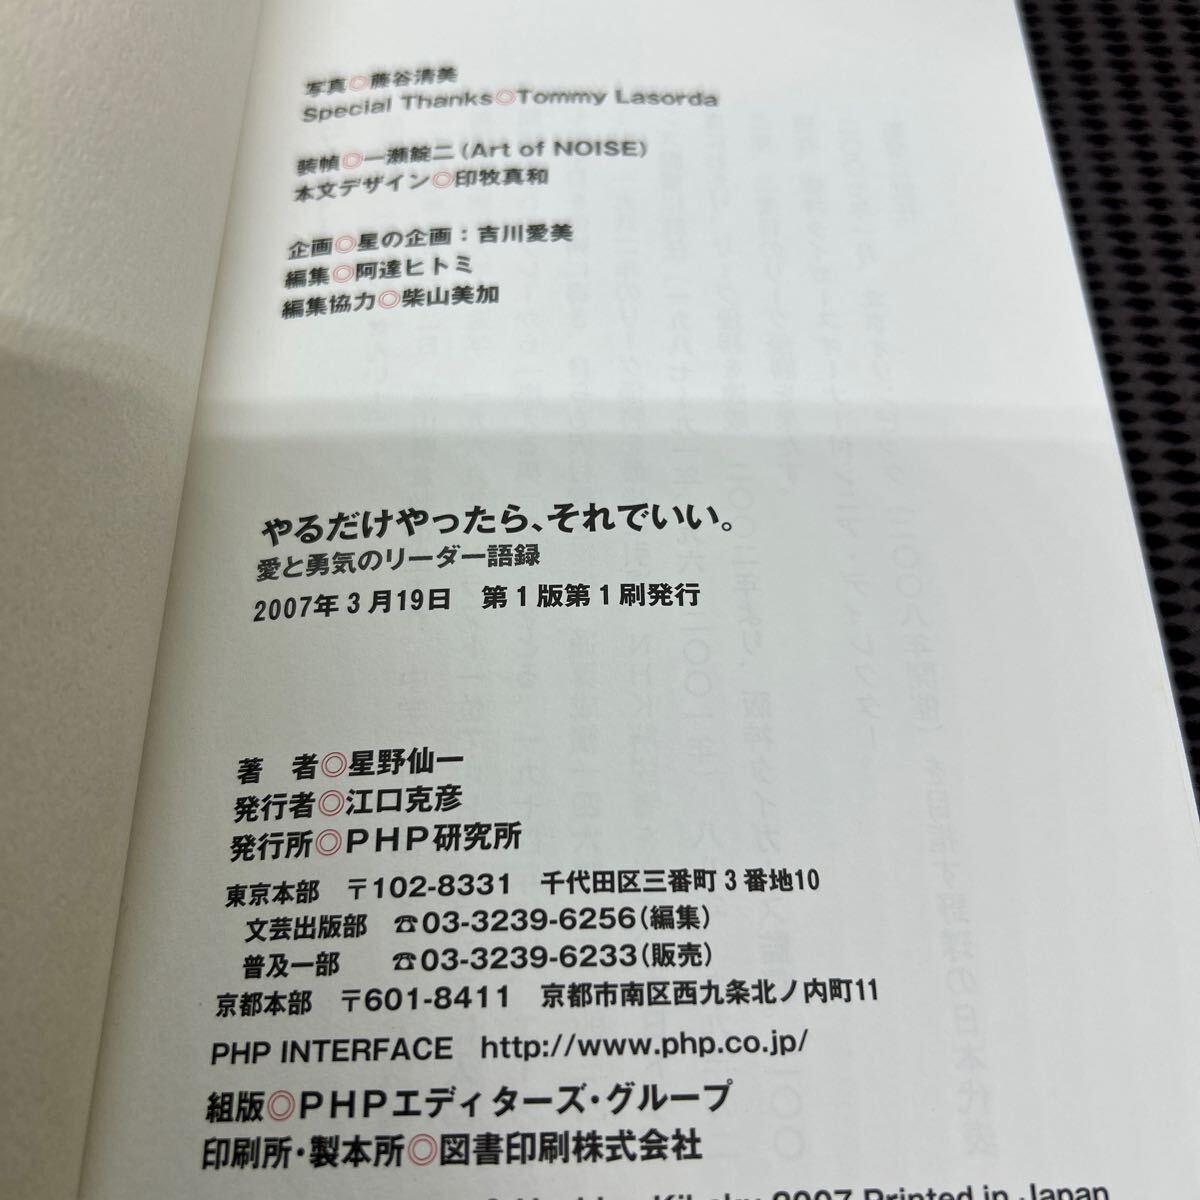 写真◎藤谷清美
Special Thanks◎Tommy Lasorda
装幀◎一瀬錠二(Art of NOISE)
本文デザイン◎印牧真和
企画◎星の企画：吉川愛美
編集◎阿達ヒトミ
編集協力◎柴山美加
やるだけやったら、それでいい。
愛と勇気のリーダー語録
2007年3月19日　第1版第1刷発行
著　者◎星野仙一
発行者◎江口克彦
発行所◎PHP研究所
東京本部　〒102-8331　千代田区三番町3番地10
文芸出版部　☎03-3239-6256(編集)
普及一部　☎03-3239-6233(販売)
京都本部　〒601-8411　京都市南区西九条北ノ内町11
PHP INTERFACE　http://www.php.co.jp/
組版◎PHPエディターズ・グループ
印刷所・製本所◎図書印刷株式会社
2007 Printed in Japan